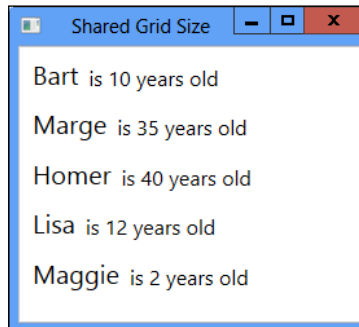 Shared Grid Size
Bart is 10 years old
Marge is 35 years old
Homer is 40 years old
Lisa is 12 years old
Maggie is 2 years old